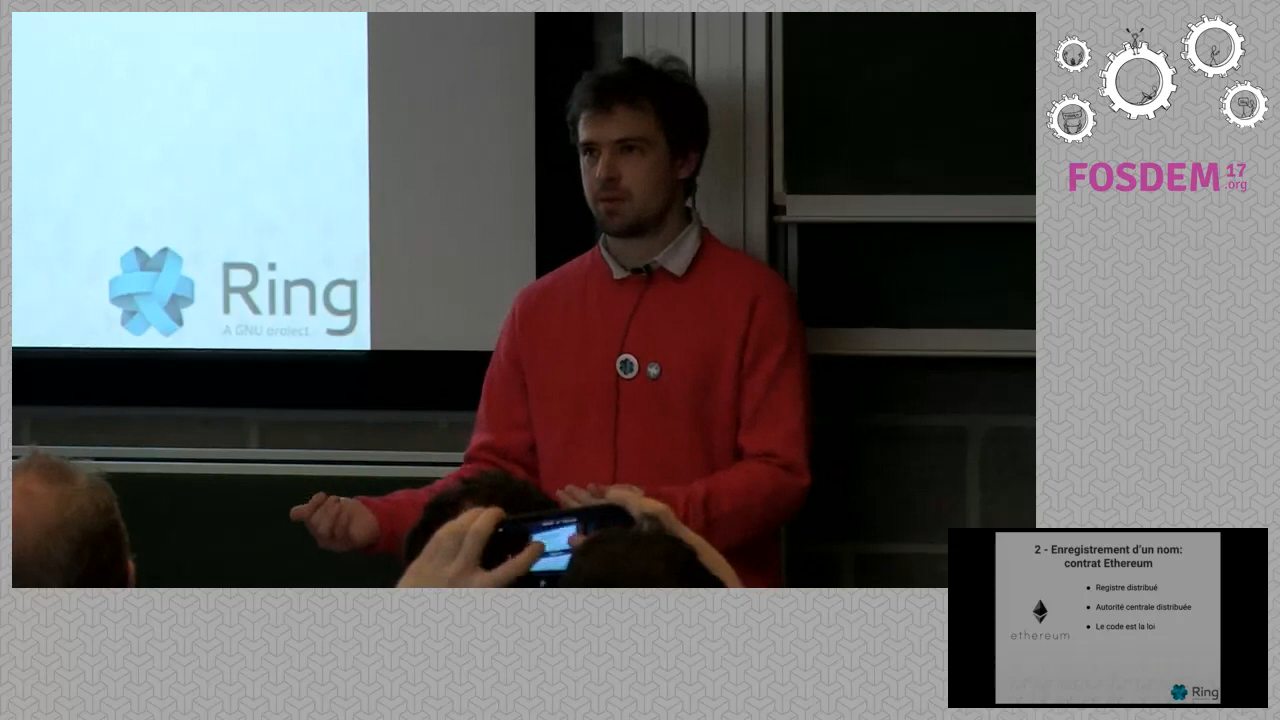 Ring
A GNU project
FOSDEM 17
.org
2 - Enregistrement d'un nom:
contrat Ethereum
● Registre distribué
● Autorité centrale distribuée
● Le code est la loi
ethereum
Ring